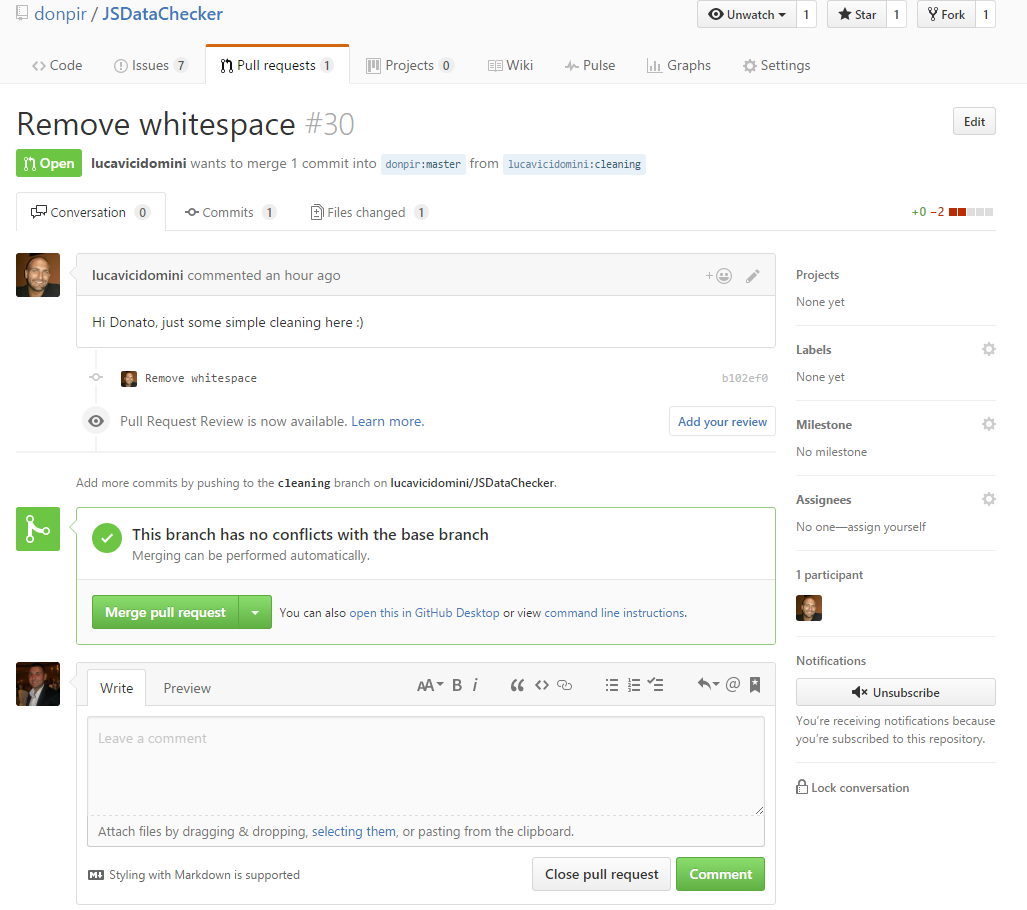 donpir / JSDataChecker
Unwatch 1 Star 1 Fork 1
Code Issues 7 Pull requests 1 Projects 0 Wiki Pulse Graphs Settings
Remove whitespace #30
Edit
Open lucavicidomini wants to merge 1 commit into donpir:master from lucavicidomini:cleaning
Conversation 0 Commits 1 Files changed 1 +0 −2
lucavicidomini commented an hour ago
Hi Donato, just some simple cleaning here :)
Remove whitespace b102ef0
Pull Request Review is now available. Learn more. Add your review
Add more commits by pushing to the cleaning branch on lucavicidomini/JSDataChecker.
This branch has no conflicts with the base branch
Merging can be performed automatically.
Merge pull request You can also open this in GitHub Desktop or view command line instructions.
Write Preview AA B i
Leave a comment
Attach files by dragging & dropping, selecting them, or pasting from the clipboard.
Styling with Markdown is supported
Close pull request Comment
Projects
None yet
Labels
None yet
Milestone
No milestone
Assignees
No one—assign yourself
1 participant
Notifications
Unsubscribe
You're receiving notifications because
you're subscribed to this repository.
Lock conversation